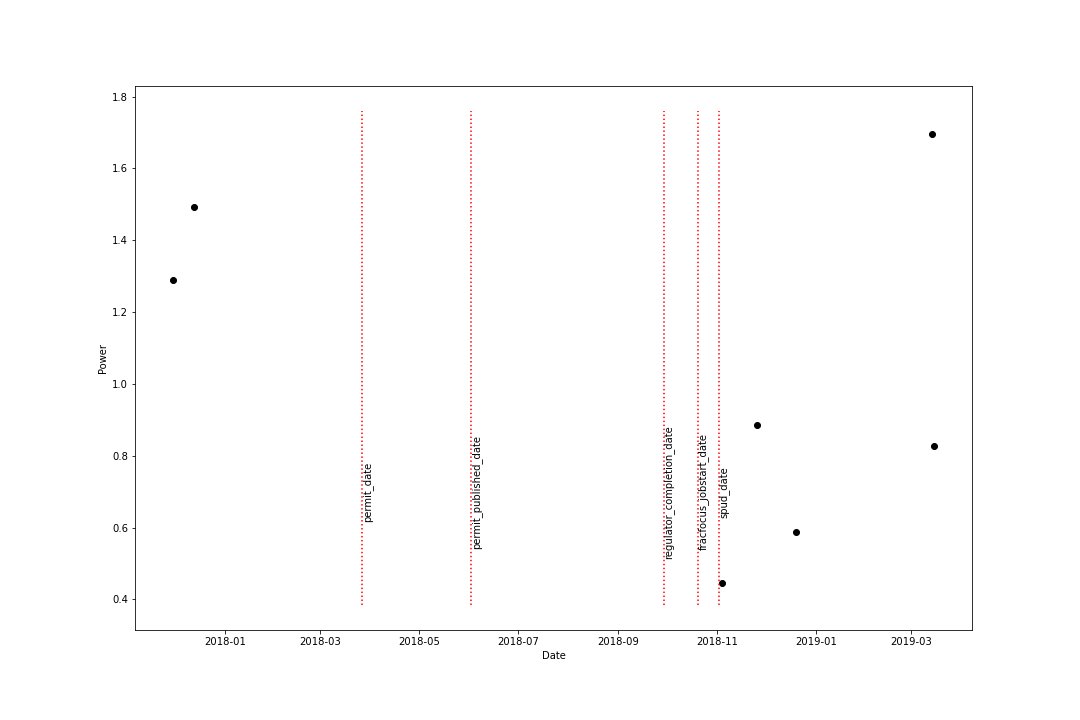 1.8
1.6
1.4
1.2
1.0
0.8
0.6
0.4
Power
permit_date
permit_published_date
regulator_completion_date
fracfocus_jobstart_date
spud_date
2018-01
2018-03
2018-05
2018-07
2018-09
2018-11
2019-01
2019-03
Date